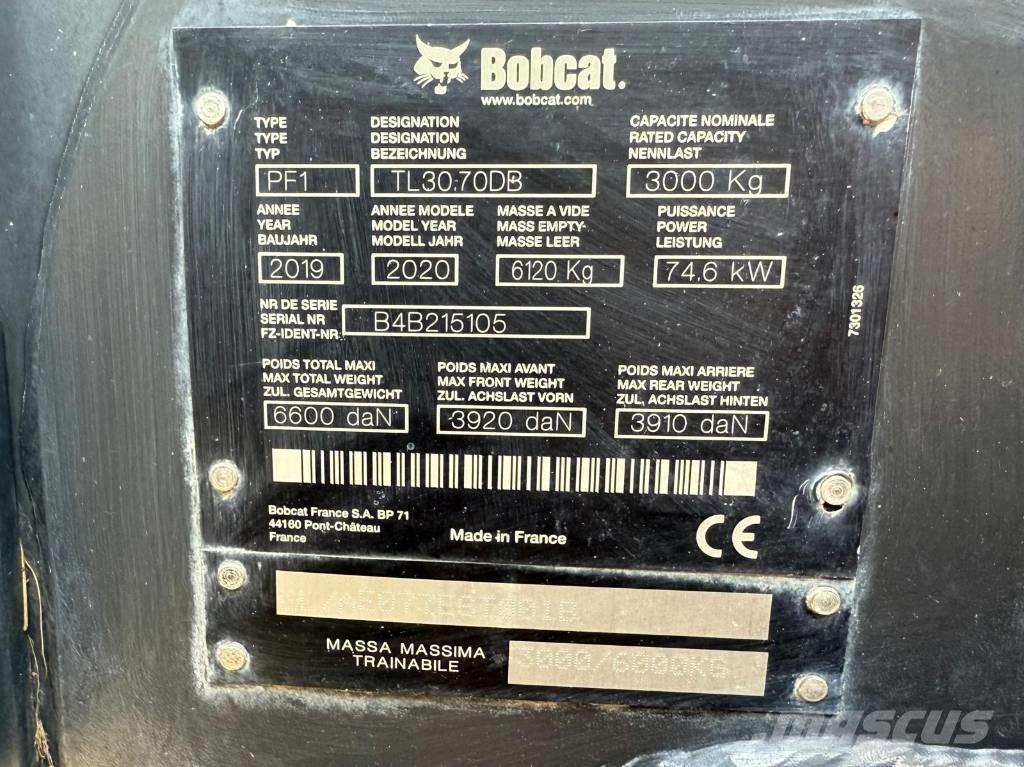 Bobcat.
www.bobcat.com
TYPE DESIGNATION CAPACITE NOMINALE
TYPE DESIGNATION RATED CAPACITY
TYP BEZEICHNUNG NENNLAST
PF1 TL30.70DB 3000 Kg
ANNEE ANNEE MODELE MASSE A VIDE PUISSANCE
YEAR MODEL YEAR MASS EMPTY POWER
BAUJAHR MODELL JAHR MASSE LEER LEISTUNG
2019 2020 6120 Kg 74.6 kW
NR DE SERIE
SERIAL NR
FZ-IDENT-NR
B4B215105
7301326
POIDS TOTAL MAXI POIDS MAXI AVANT POIDS MAXI ARRIERE
MAX TOTAL WEIGHT MAX FRONT WEIGHT MAX REAR WEIGHT
ZUL. GESAMTGEWICHT ZUL. ACHSLAST VORN ZUL. ACHSLAST HINTEN
6600 daN 3920 daN 3910 daN
Bobcat France S.A. BP 71
44160 Pont-Château
France
Made in France
CE
MASSA MASSIMA
TRAINABILE
3000/6000KG
mascus